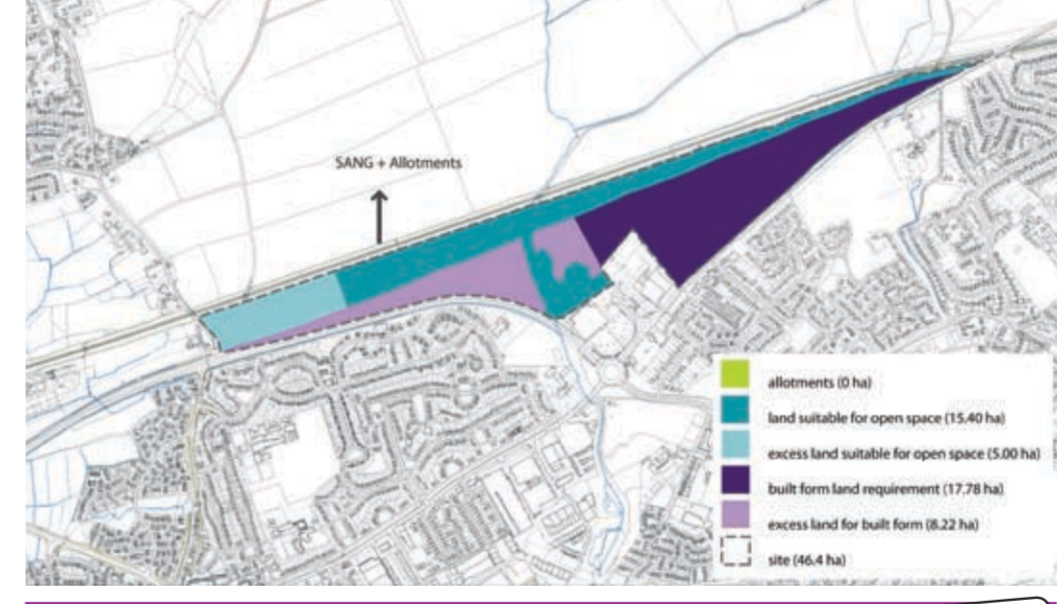 SANG + Allotments
allotments (0 ha)
land suitable for open space (15.40 ha)
excess land suitable for open space (5.00 ha)
built form land requirement (17.78 ha)
excess land for built form (8.22 ha)
site (46.4 ha)